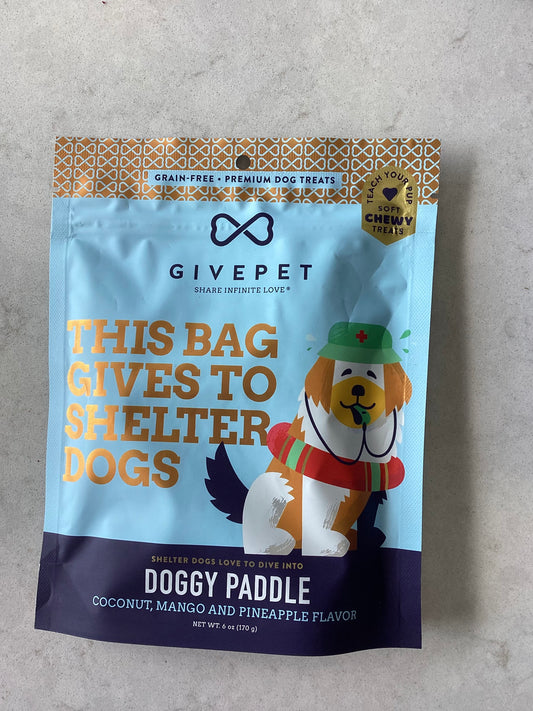 GRAIN-FREE • PREMIUM DOG TREATS
TEACH YOUR PUP
SOFT
CHEWY
TREATS
GIVEPET
SHARE INFINITE LOVE®
THIS BAG
GIVES TO
SHELTER
DOGS
SHELTER DOGS LOVE TO DIVE INTO
DOGGY PADDLE
COCONUT, MANGO AND PINEAPPLE FLAVOR
NET WT. 6 oz (170 g)